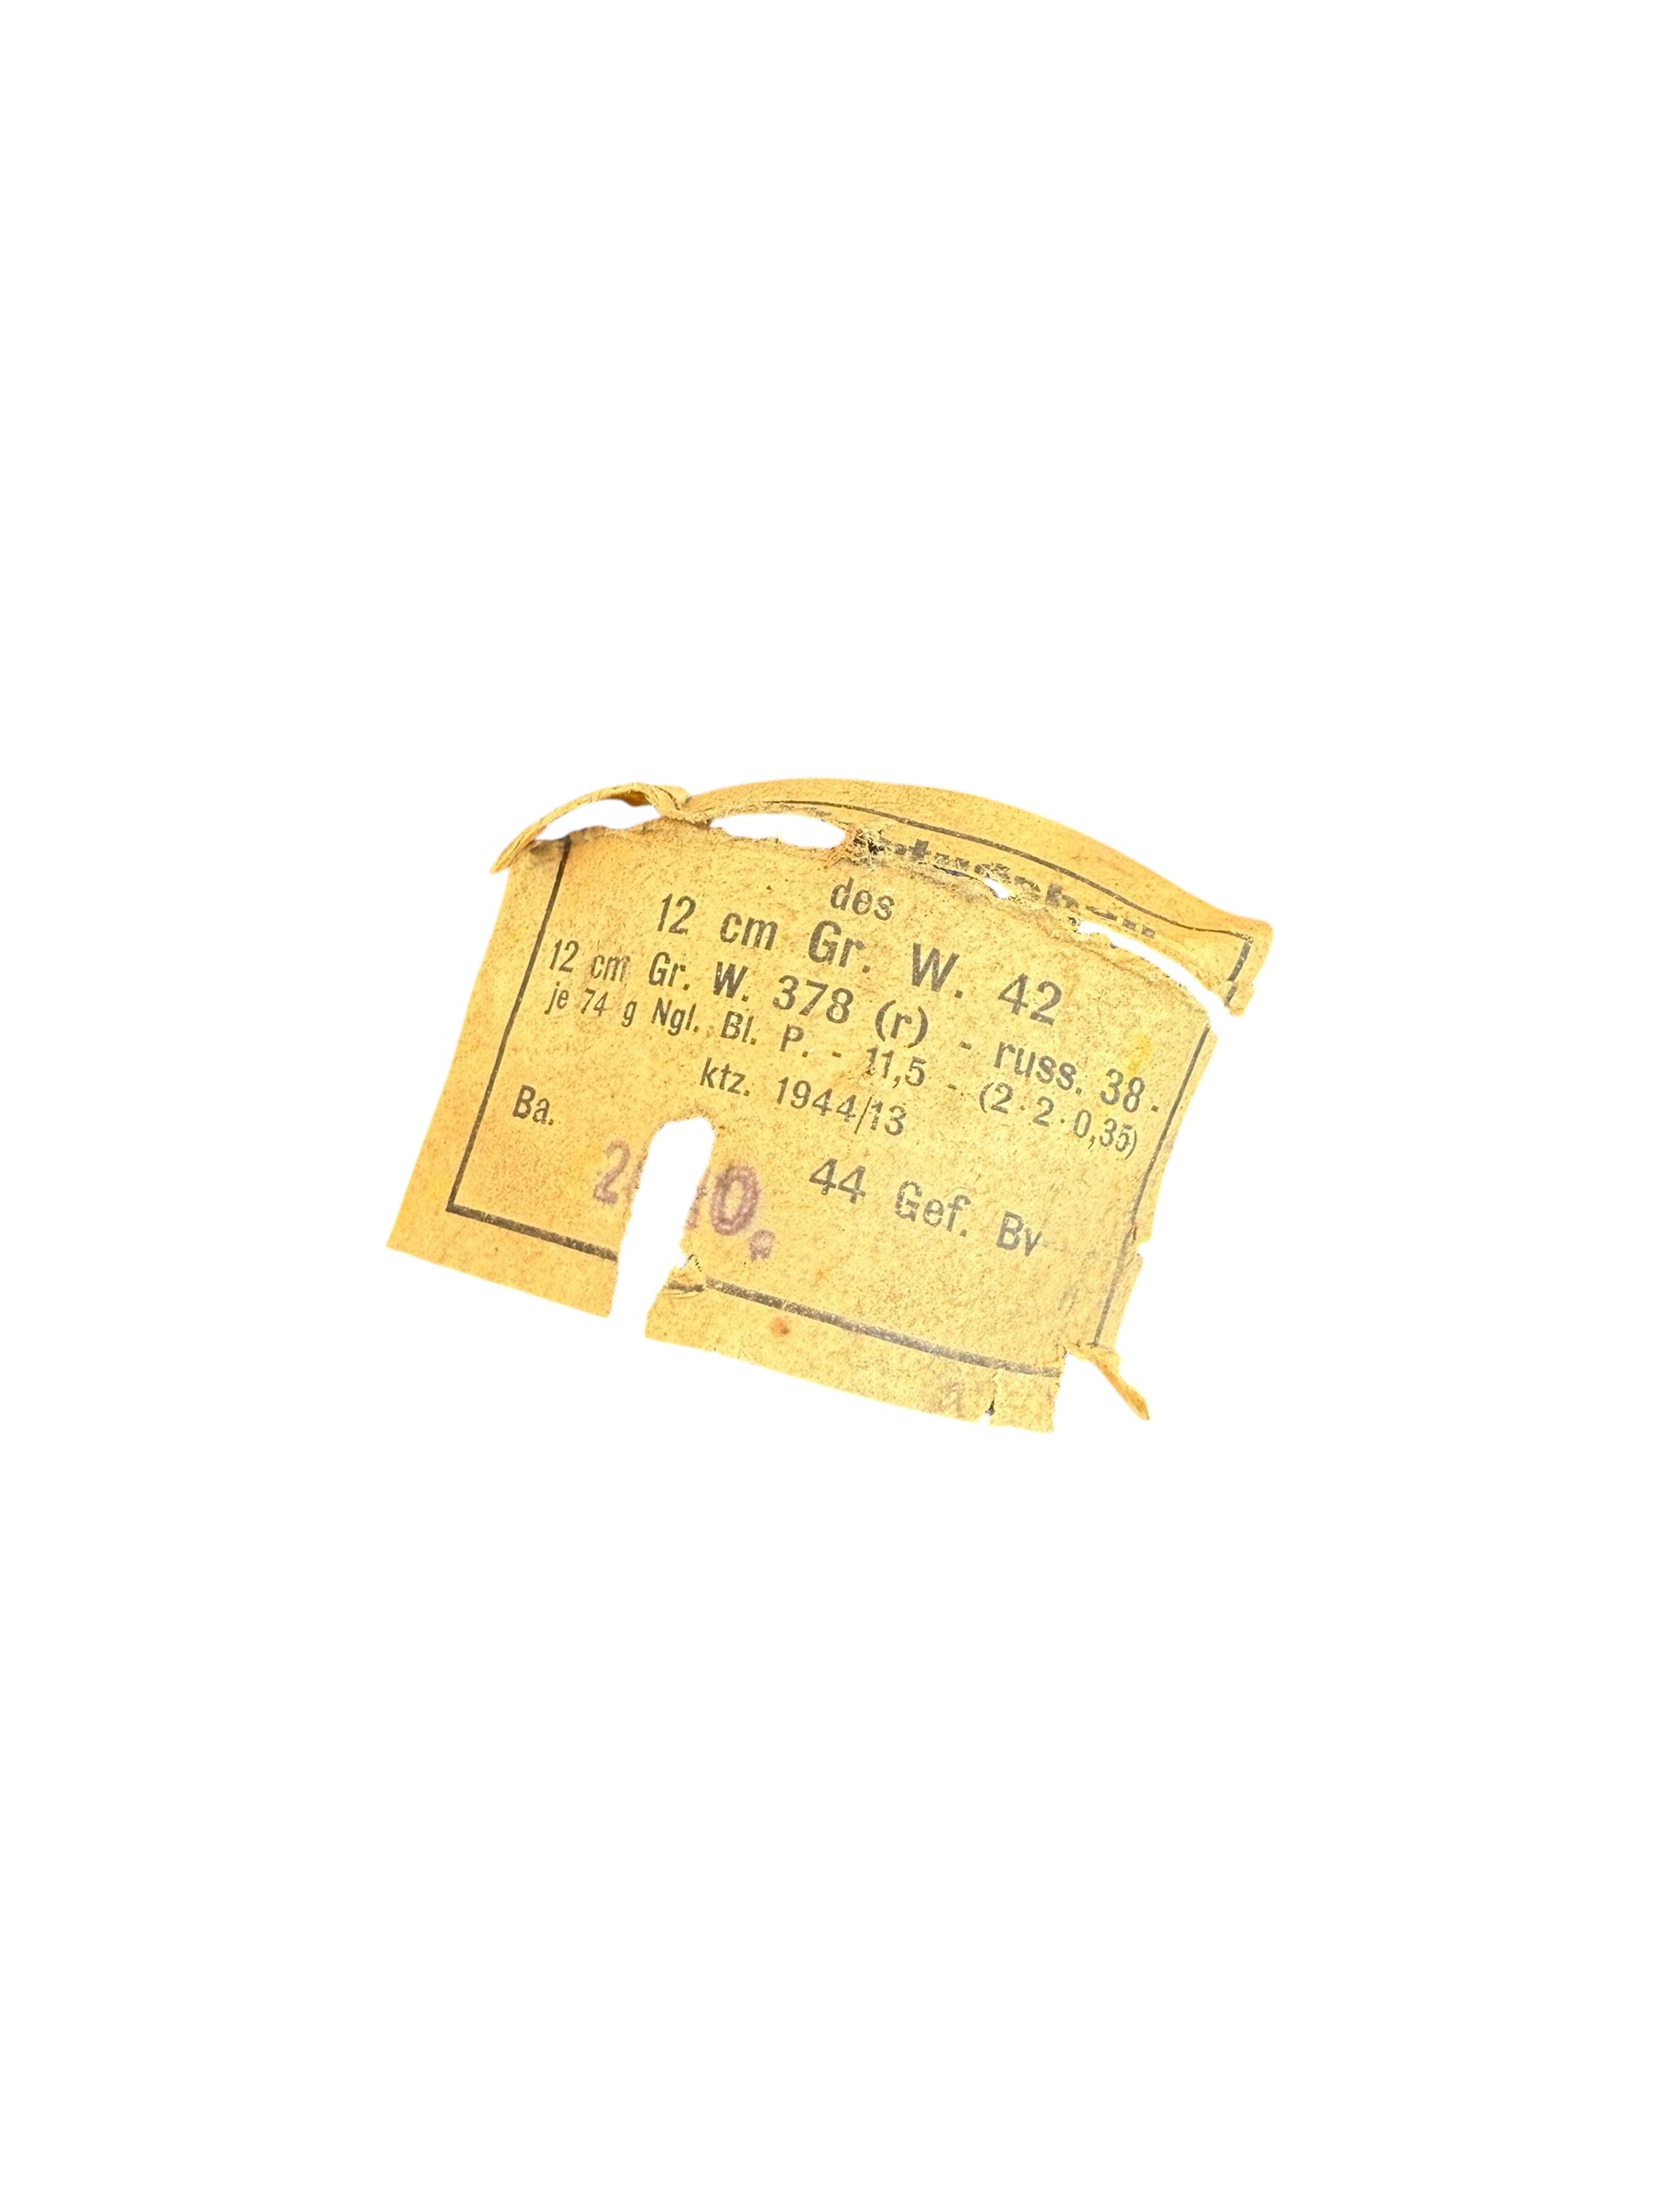 des
12 cm Gr. W. 42
12 cm Gr. W. 378 (r) - russ. 38 -
je 74 g Ngl. Bl. P. - 11,5 - (2 · 2 · 0,35)
ktz. 1944/13
Ba. 44 Gef. Bv